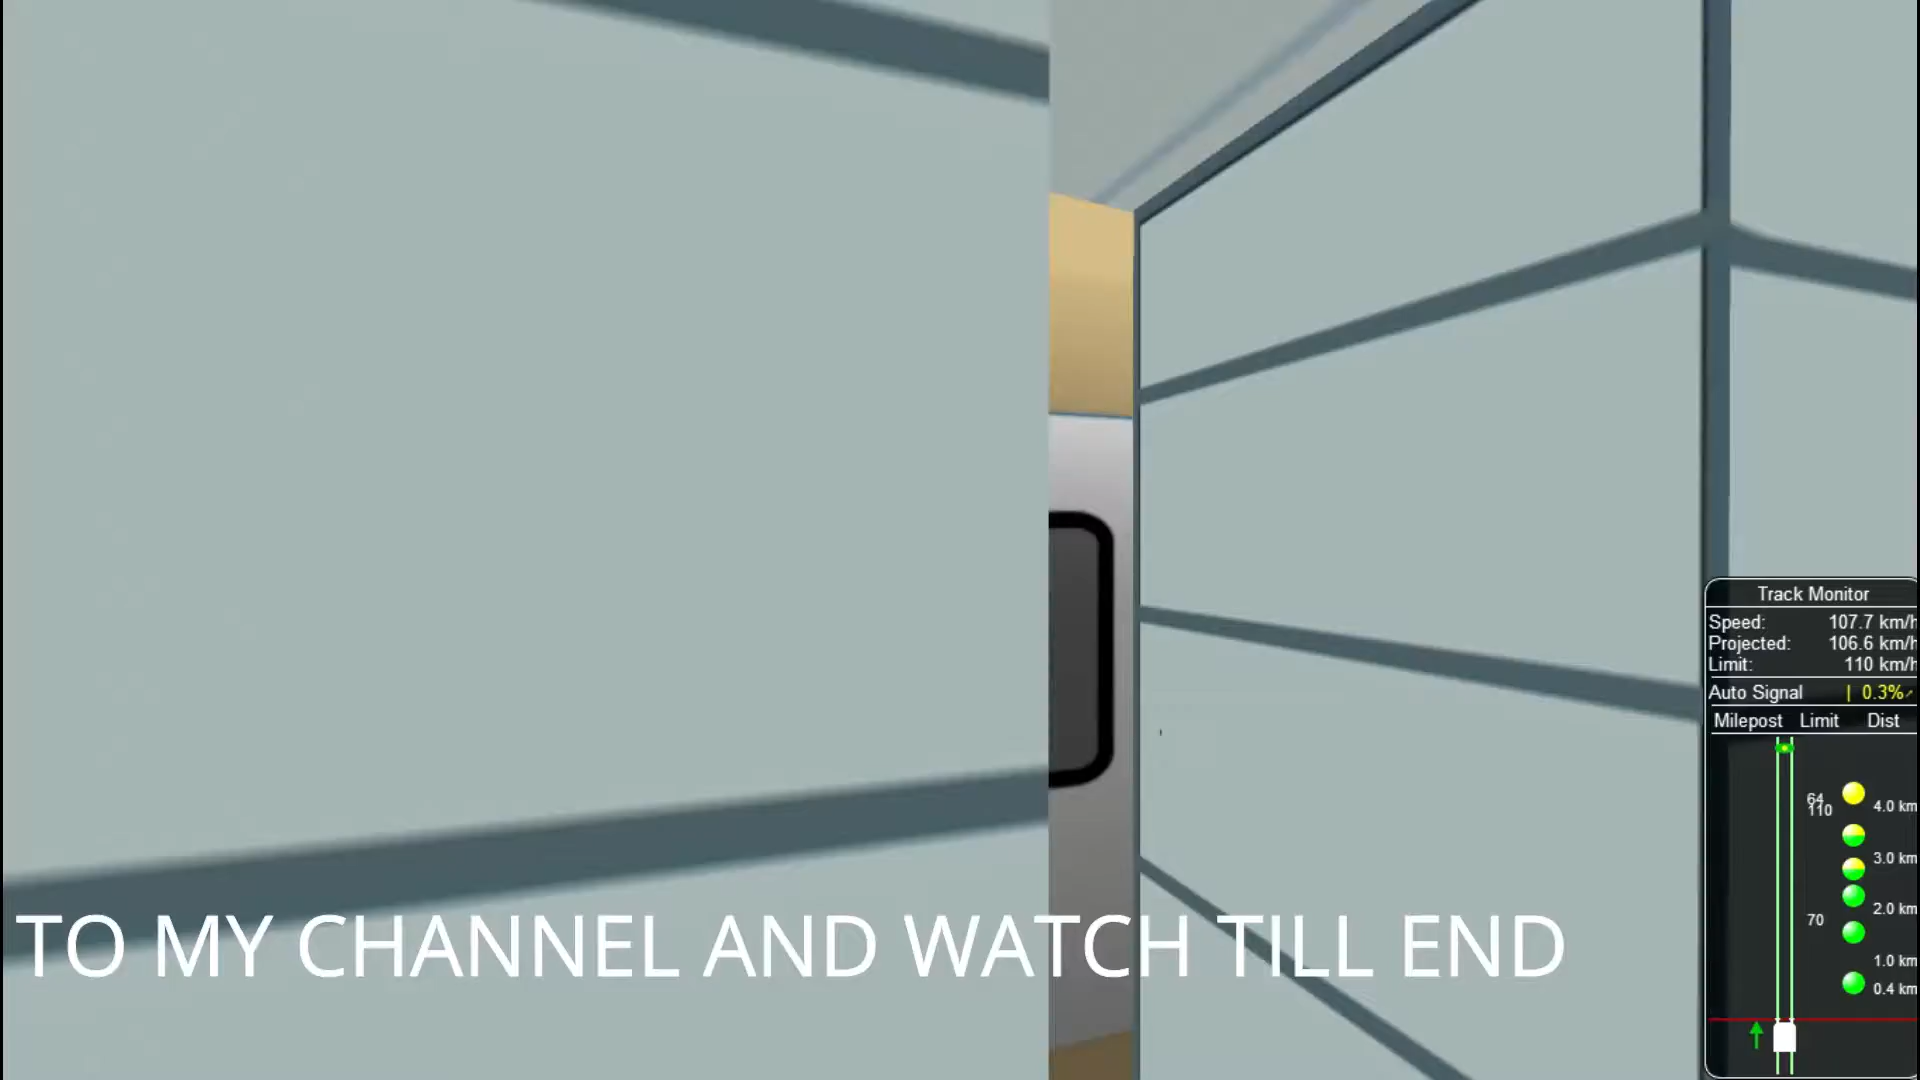 Track Monitor
Speed: 107.7 km/h
Projected: 106.6 km/h
Limit: 110 km/h
Auto Signal | 0.3%
Milepost Limit Dist
64
110 4.0 km
3.0 km
2.0 km
70
1.0 km
0.4 km
TO MY CHANNEL AND WATCH TILL END